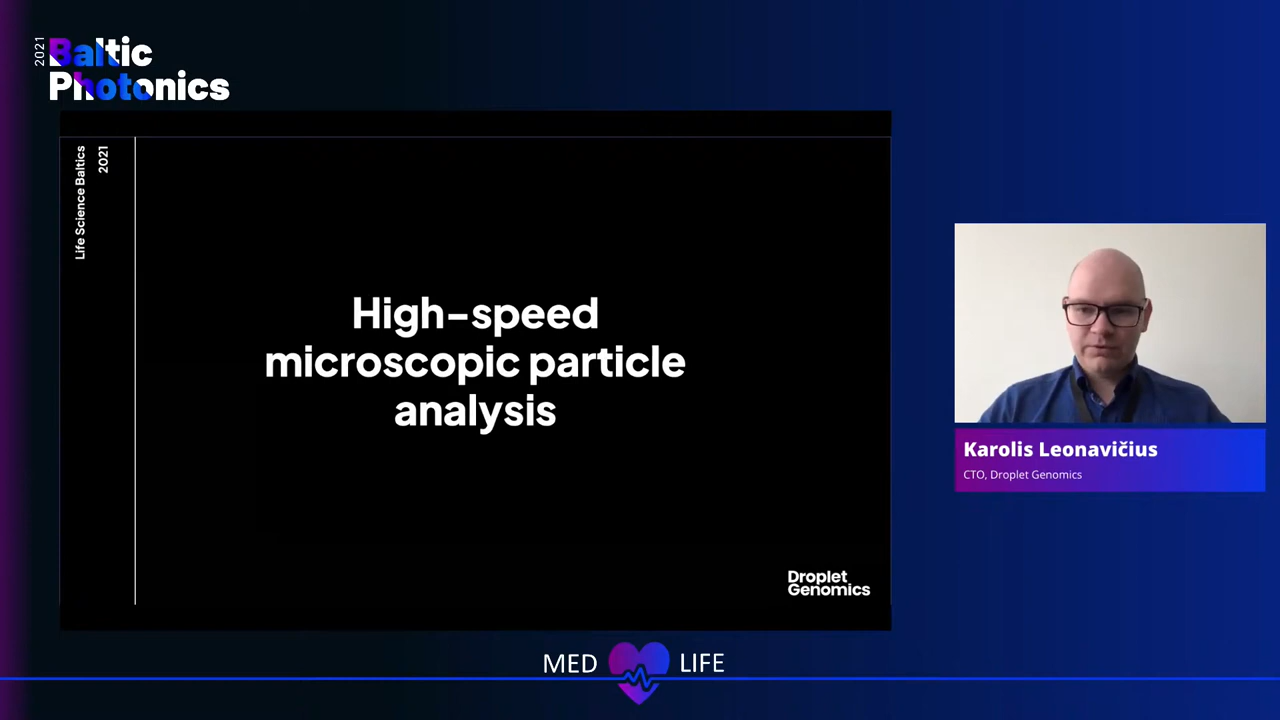 2021
Baltic
Photonics
Life Science Baltics
2021
High-speed
microscopic particle
analysis
Droplet
Genomics
Karolis Leonavičius
CTO, Droplet Genomics
MED LIFE